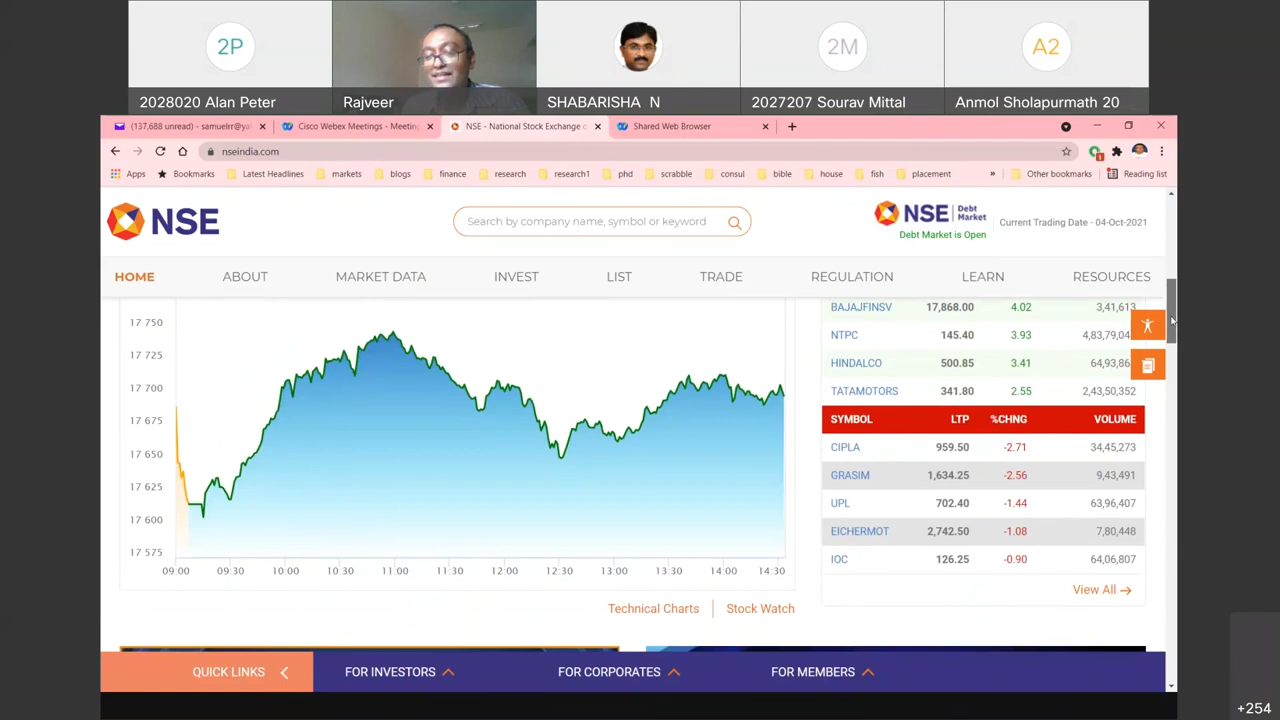 2P
2M
A2
2028020 Alan Peter
Rajveer
SHABARISHA N
2027207 Sourav Mittal
Anmol Sholapurmath 20
(137,688 unread) - samuelrr@ya
Cisco Webex Meetings - Meetin
NSE - National Stock Exchange o
Shared Web Browser
nseindia.com
Apps
Bookmarks
Latest Headlines
markets
blogs
finance
research
research1
phd
scrabble
consul
bible
house
fish
placement
»
Other bookmarks
Reading list
NSE
Search by company name, symbol or keyword
NSE Debt Market
Debt Market is Open
Current Trading Date - 04-Oct-2021
HOME ABOUT MARKET DATA INVEST LIST TRADE REGULATION LEARN RESOURCES
17 750
17 725
17 700
17 675
17 650
17 625
17 600
17 575
09:00 09:30 10:00 10:30 11:00 11:30 12:00 12:30 13:00 13:30 14:00 14:30
Technical Charts
Stock Watch
BAJAJFINSV 17,868.00 4.02 3,41,613
NTPC 145.40 3.93 4,83,79,04
HINDALCO 500.85 3.41 64,93,86
TATAMOTORS 341.80 2.55 2,43,50,352
SYMBOL LTP %CHNG VOLUME
CIPLA 959.50 -2.71 34,45,273
GRASIM 1,634.25 -2.56 9,43,491
UPL 702.40 -1.44 63,96,407
EICHERMOT 2,742.50 -1.08 7,80,448
IOC 126.25 -0.90 64,06,807
View All →
QUICK LINKS
FOR INVESTORS
FOR CORPORATES
FOR MEMBERS
+254